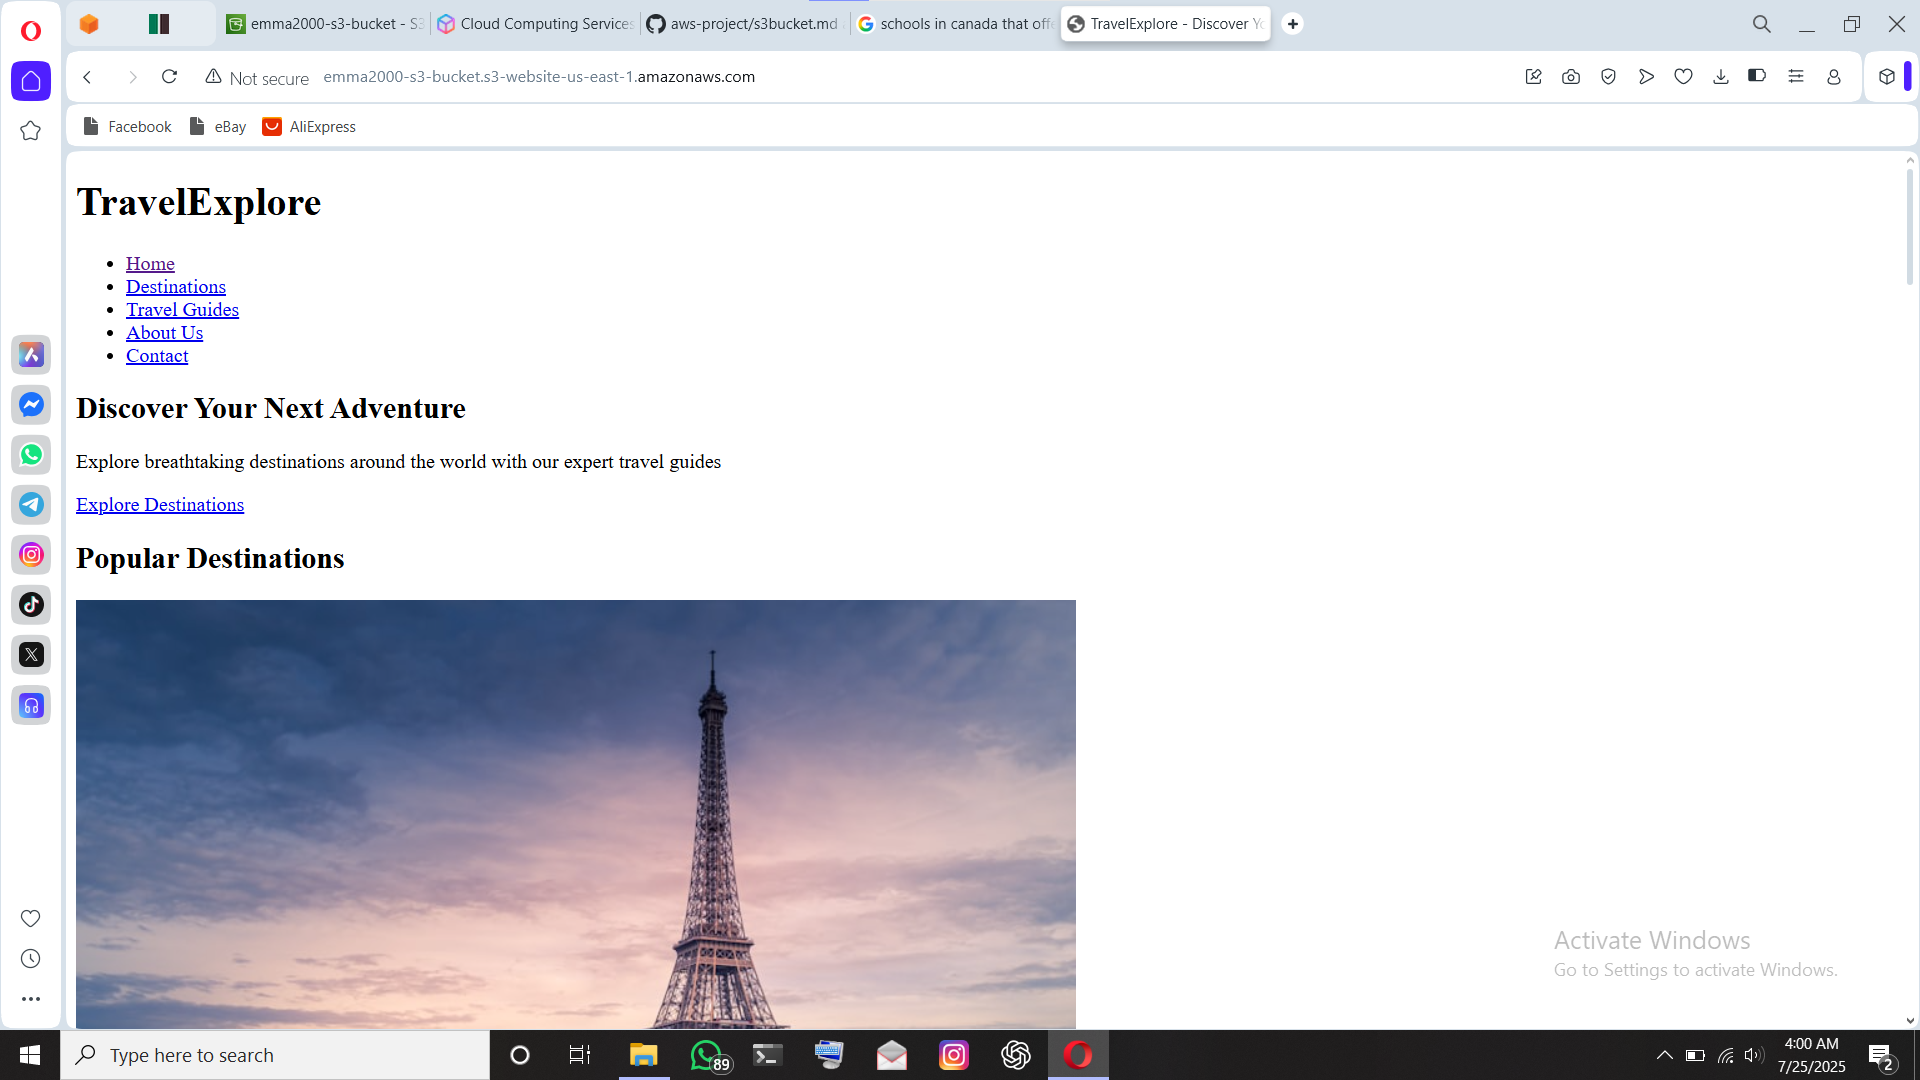 emma2000-s3-bucket - S3
Cloud Computing Services
aws-project/s3bucket.md
schools in canada that offe
TravelExplore - Discover Yo
Not secure
emma2000-s3-bucket.s3-website-us-east-1.amazonaws.com
Facebook
eBay
AliExpress
TravelExplore
Home
Destinations
Travel Guides
About Us
Contact
Discover Your Next Adventure
Explore breathtaking destinations around the world with our expert travel guides
Explore Destinations
Popular Destinations
Activate Windows
Go to Settings to activate Windows.
Type here to search
89
4:00 AM
7/25/2025
2